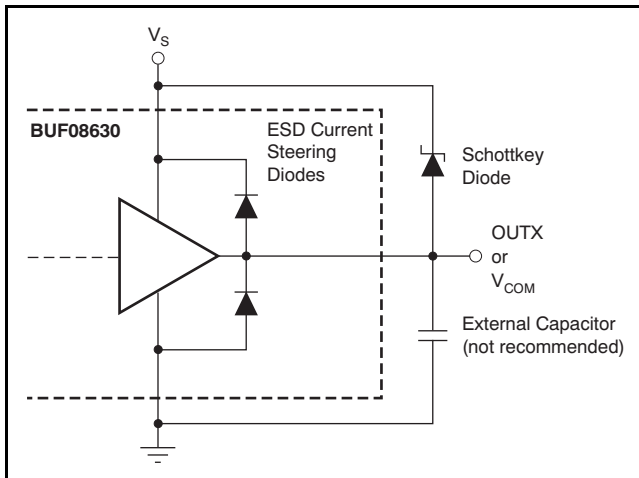 V_S
BUF08630
ESD Current
Steering
Diodes
Schottkey
Diode
OUTX
or
V_COM
External Capacitor
(not recommended)